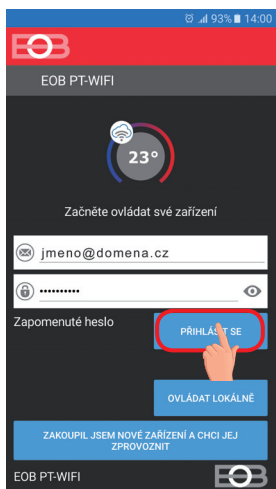 93% 14:00
EOB
EOB PT-WIFI
23°
Začněte ovládat své zařízení
jmeno@domena.cz
••••••••••
Zapomenuté heslo
PŘIHLÁSIT SE
OVLÁDAT LOKÁLNĚ
ZAKOUPIL JSEM NOVÉ ZAŘÍZENÍ A CHCI JEJ
ZPROVOZNIT
EOB PT-WIFI
EOB